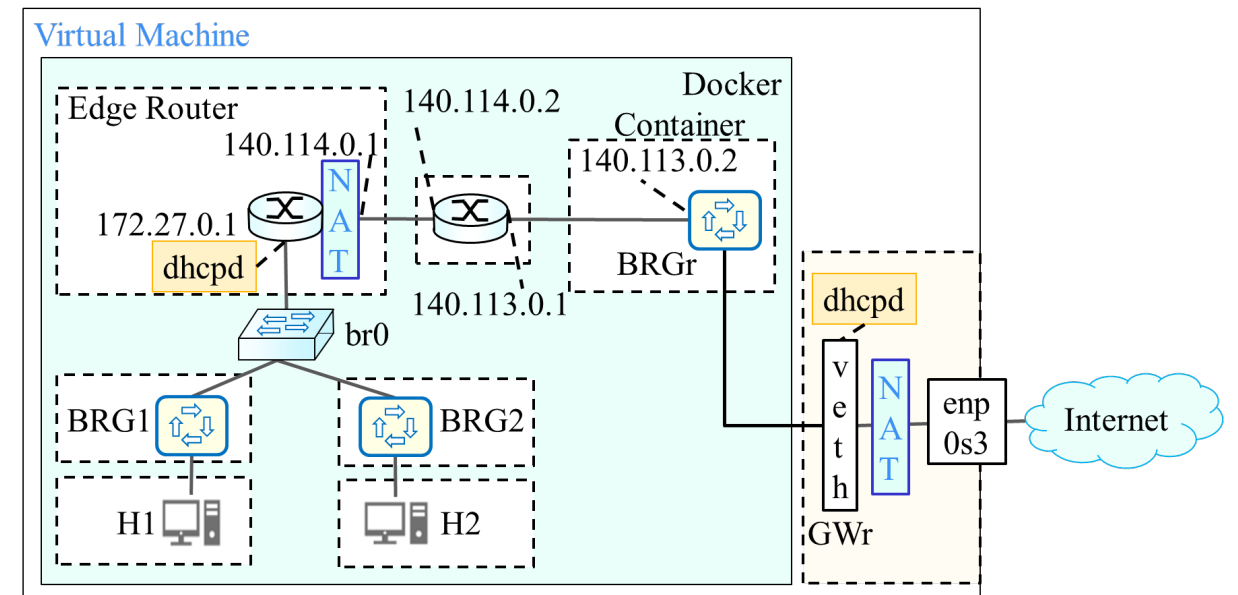 Virtual Machine
Docker
Container
Edge Router
140.114.0.2
140.114.0.1
140.113.0.2
N
A
T
172.27.0.1
dhcpd
BRGr
140.113.0.1
br0
dhcpd
v
e
t
h
N
A
T
enp
0s3
Internet
GWr
BRG1
BRG2
H1
H2